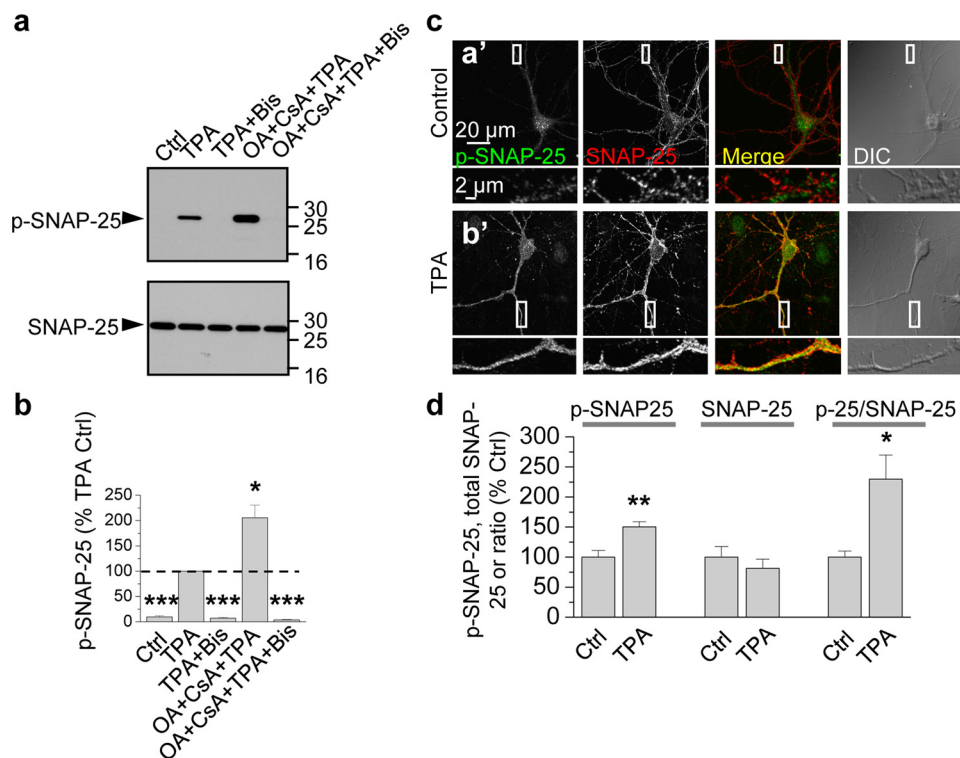 a
Ctrl
TPA
TPA+Bis
OA+CsA+TPA
OA+CsA+TPA+Bis
p-SNAP-25
30
25
16
SNAP-25
30
25
16
b
p-SNAP-25 (% TPA Ctrl)
250
200
150
100
50
0
***
***
*
***
Ctrl
TPA
TPA+Bis
OA+CsA+TPA
OA+CsA+TPA+Bis
c
Control
a'
20 µm
p-SNAP-25
SNAP-25
Merge
DIC
2 µm
TPA
b'
d
p-SNAP25
SNAP-25
p-25/SNAP-25
p-SNAP-25, total SNAP-
25 or ratio (% Ctrl)
300
250
200
150
100
50
0
**
*
Ctrl
TPA
Ctrl
TPA
Ctrl
TPA